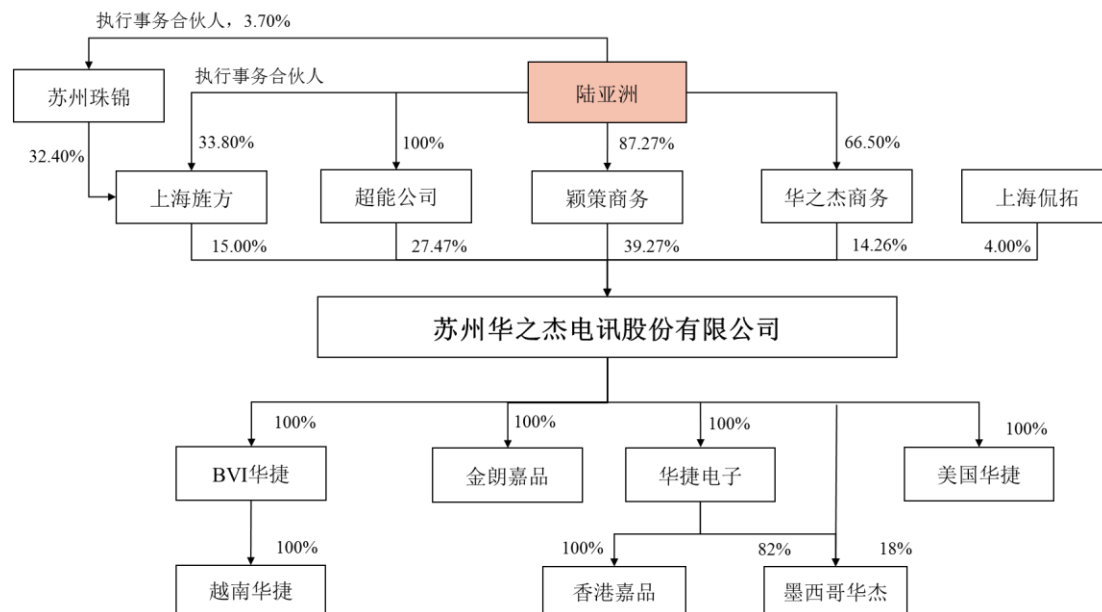 执行事务合伙人，3.70%
苏州珠锦
执行事务合伙人
陆亚洲
32.40%
33.80%
100%
87.27%
66.50%
上海旌方
超能公司
颖策商务
华之杰商务
上海侃拓
15.00%
27.47%
39.27%
14.26%
4.00%
苏州华之杰电讯股份有限公司
100%
100%
100%
100%
BVI华捷
金朗嘉品
华捷电子
美国华捷
100%
100%
82%
18%
越南华捷
香港嘉品
墨西哥华杰